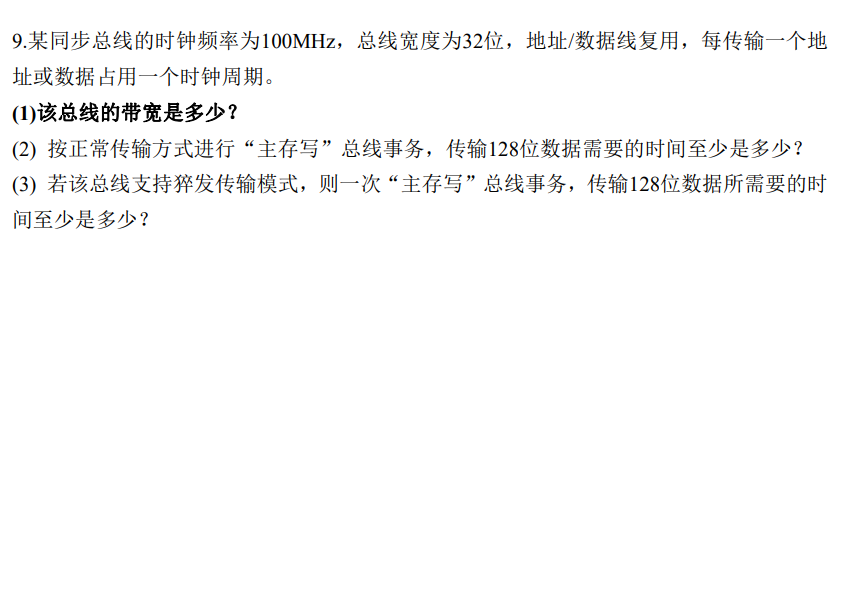 9.某同步总线的时钟频率为100MHz，总线宽度为32位，地址/数据线复用，每传输一个地
址或数据占用一个时钟周期。
(1)该总线的带宽是多少？
(2) 按正常传输方式进行“主存写”总线事务，传输128位数据需要的时间至少是多少？
(3) 若该总线支持猝发传输模式，则一次“主存写”总线事务，传输128位数据所需要的时
间至少是多少？